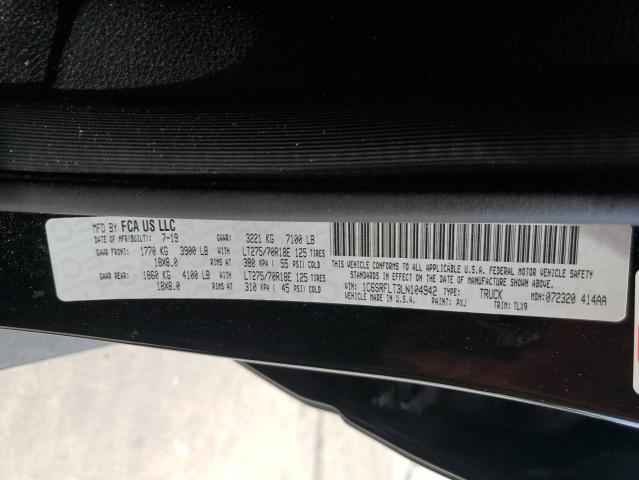 MFD BY FCA US LLC
DATE OF MFR(BUILT): 7-19 GVWR: 3221 KG 7100 LB
GAWR FRONT: 1770 KG 3900 LB WITH LT275/70R18E 125 TIRES
18X8.0 RIMS AT 380 KPA ( 55 PSI) COLD
GAWR REAR: 1860 KG 4100 LB WITH LT275/70R18E 125 TIRES
18X8.0 RIMS AT 310 KPA ( 45 PSI) COLD
THIS VEHICLE CONFORMS TO ALL APPLICABLE U.S.A. FEDERAL MOTOR VEHICLE SAFETY
STANDARDS IN EFFECT ON THE DATE OF MANUFACTURE SHOWN ABOVE.
VIN: 1C6SRFLT3LN104942 TYPE: TRUCK MDH: 072320 414AA
VEHICLE MADE IN U.S.A. PAINT: PXJ TRIM: TLX9